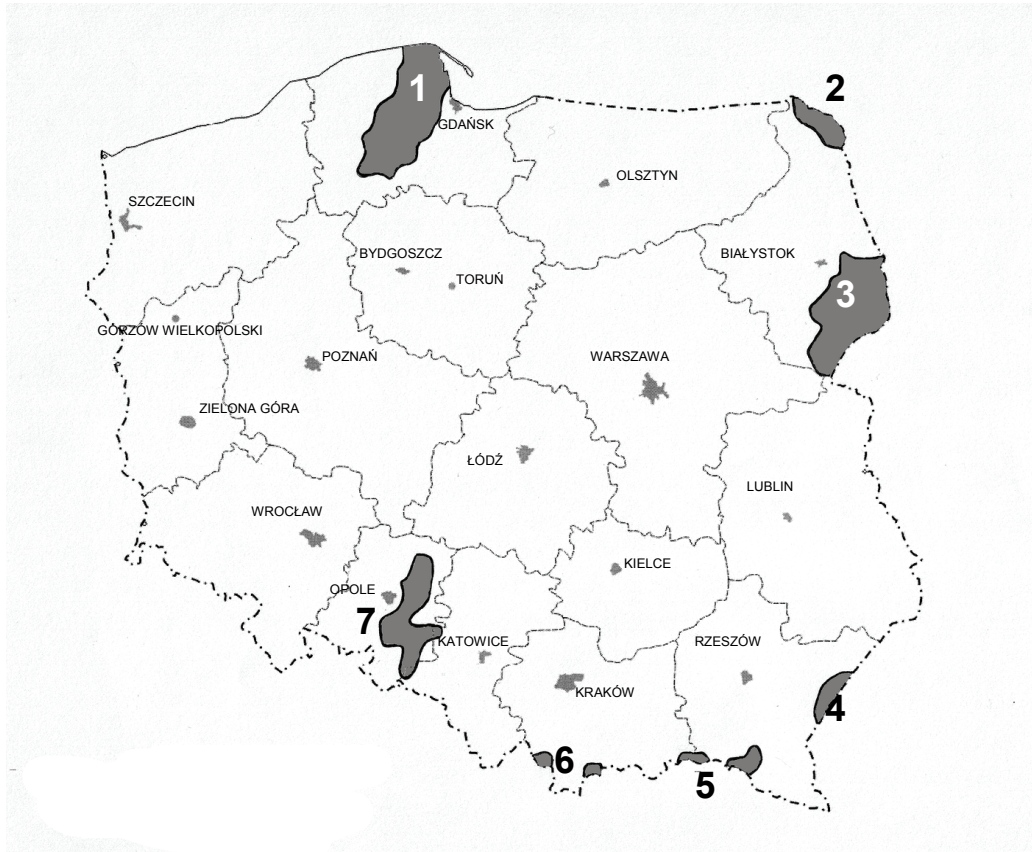 1
2
GDAŃSK
OLSZTYN
SZCZECIN
BYDGOSZCZ
BIAŁYSTOK
TORUŃ
3
GORZÓW WIELKOPOLSKI
POZNAŃ
WARSZAWA
ZIELONA GÓRA
ŁÓDŹ
LUBLIN
WROCŁAW
KIELCE
OPOLE
7
KATOWICE
RZESZÓW
KRAKÓW
4
6
5